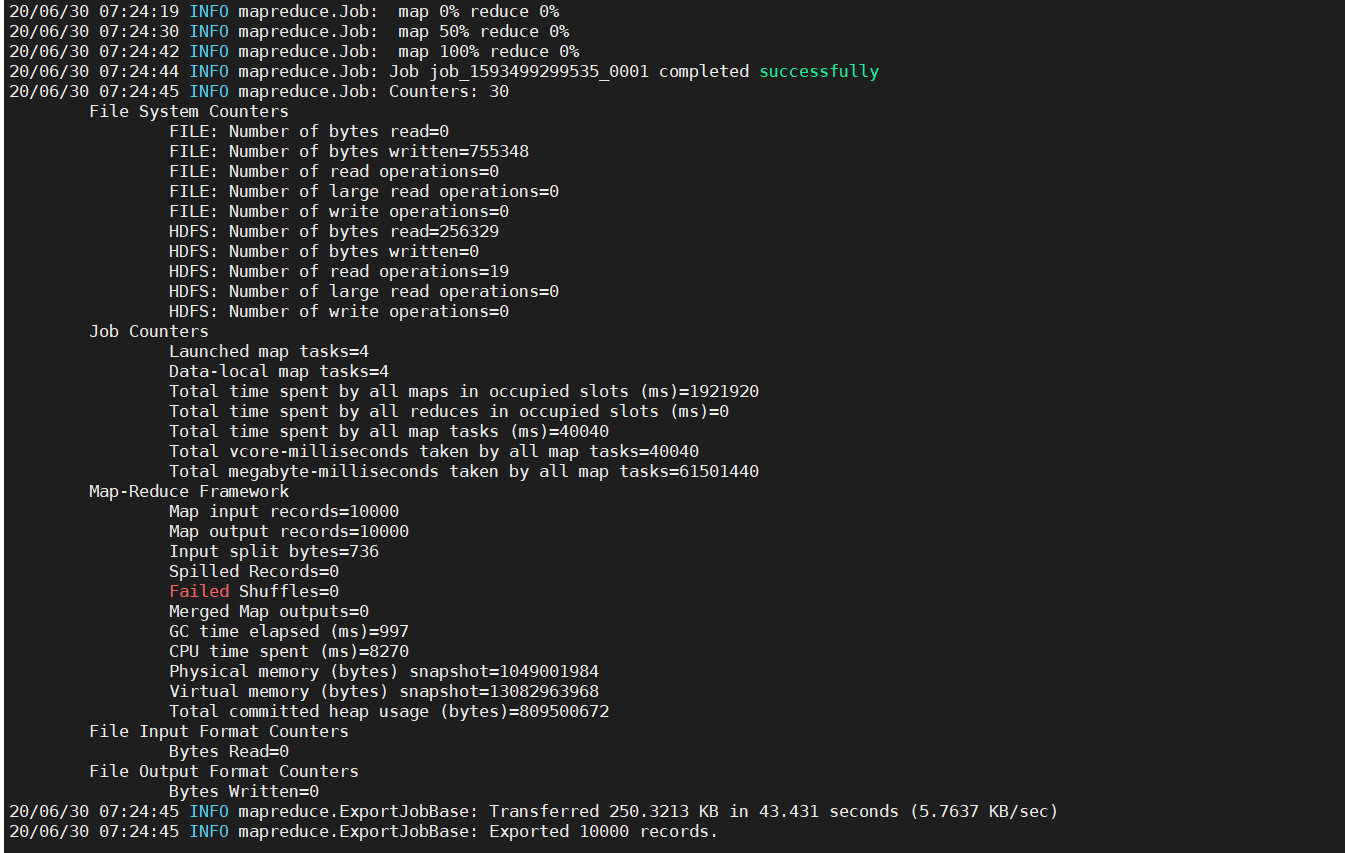 20/06/30 07:24:19 INFO mapreduce.Job:  map 0% reduce 0%
20/06/30 07:24:30 INFO mapreduce.Job:  map 50% reduce 0%
20/06/30 07:24:42 INFO mapreduce.Job:  map 100% reduce 0%
20/06/30 07:24:44 INFO mapreduce.Job: Job job_1593499299535_0001 completed successfully
20/06/30 07:24:45 INFO mapreduce.Job: Counters: 30
File System Counters
FILE: Number of bytes read=0
FILE: Number of bytes written=755348
FILE: Number of read operations=0
FILE: Number of large read operations=0
FILE: Number of write operations=0
HDFS: Number of bytes read=256329
HDFS: Number of bytes written=0
HDFS: Number of read operations=19
HDFS: Number of large read operations=0
HDFS: Number of write operations=0
Job Counters
Launched map tasks=4
Data-local map tasks=4
Total time spent by all maps in occupied slots (ms)=1921920
Total time spent by all reduces in occupied slots (ms)=0
Total time spent by all map tasks (ms)=40040
Total vcore-milliseconds taken by all map tasks=40040
Total megabyte-milliseconds taken by all map tasks=61501440
Map-Reduce Framework
Map input records=10000
Map output records=10000
Input split bytes=736
Spilled Records=0
Failed Shuffles=0
Merged Map outputs=0
GC time elapsed (ms)=997
CPU time spent (ms)=8270
Physical memory (bytes) snapshot=1049001984
Virtual memory (bytes) snapshot=13082963968
Total committed heap usage (bytes)=809500672
File Input Format Counters
Bytes Read=0
File Output Format Counters
Bytes Written=0
20/06/30 07:24:45 INFO mapreduce.ExportJobBase: Transferred 250.3213 KB in 43.431 seconds (5.7637 KB/sec)
20/06/30 07:24:45 INFO mapreduce.ExportJobBase: Exported 10000 records.